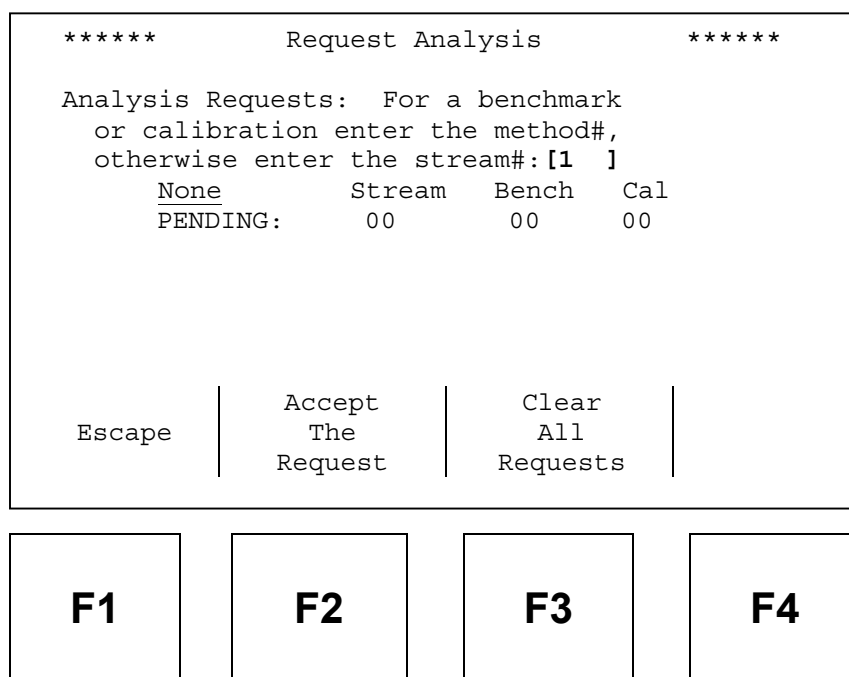 ****** Request Analysis ******
Analysis Requests: For a benchmark
or calibration enter the method#,
otherwise enter the stream#:[1 ]
None Stream Bench Cal
PENDING: 00 00 00
Accept Clear
Escape The All
Request Requests
F1 F2 F3 F4